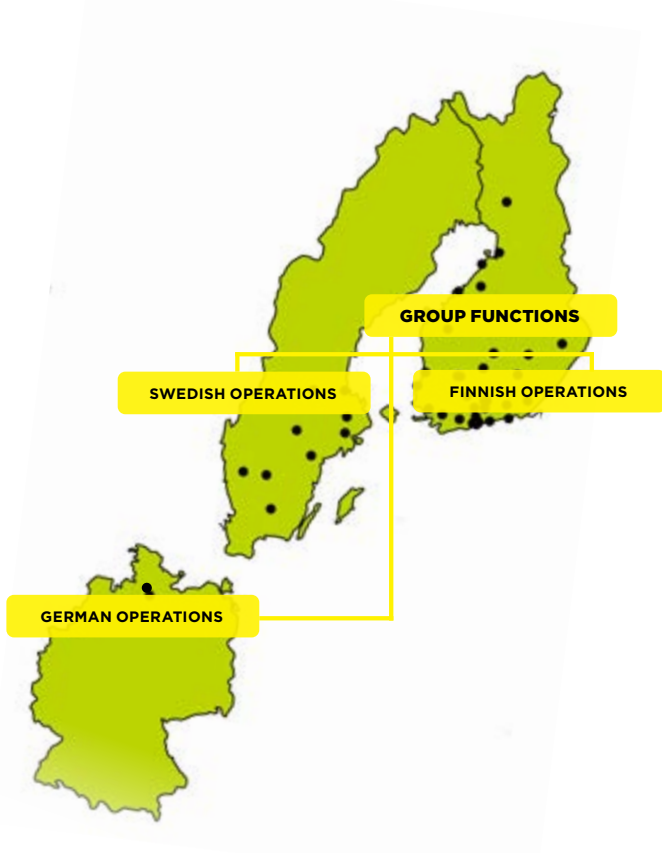 GROUP FUNCTIONS
SWEDISH OPERATIONS
FINNISH OPERATIONS
GERMAN OPERATIONS